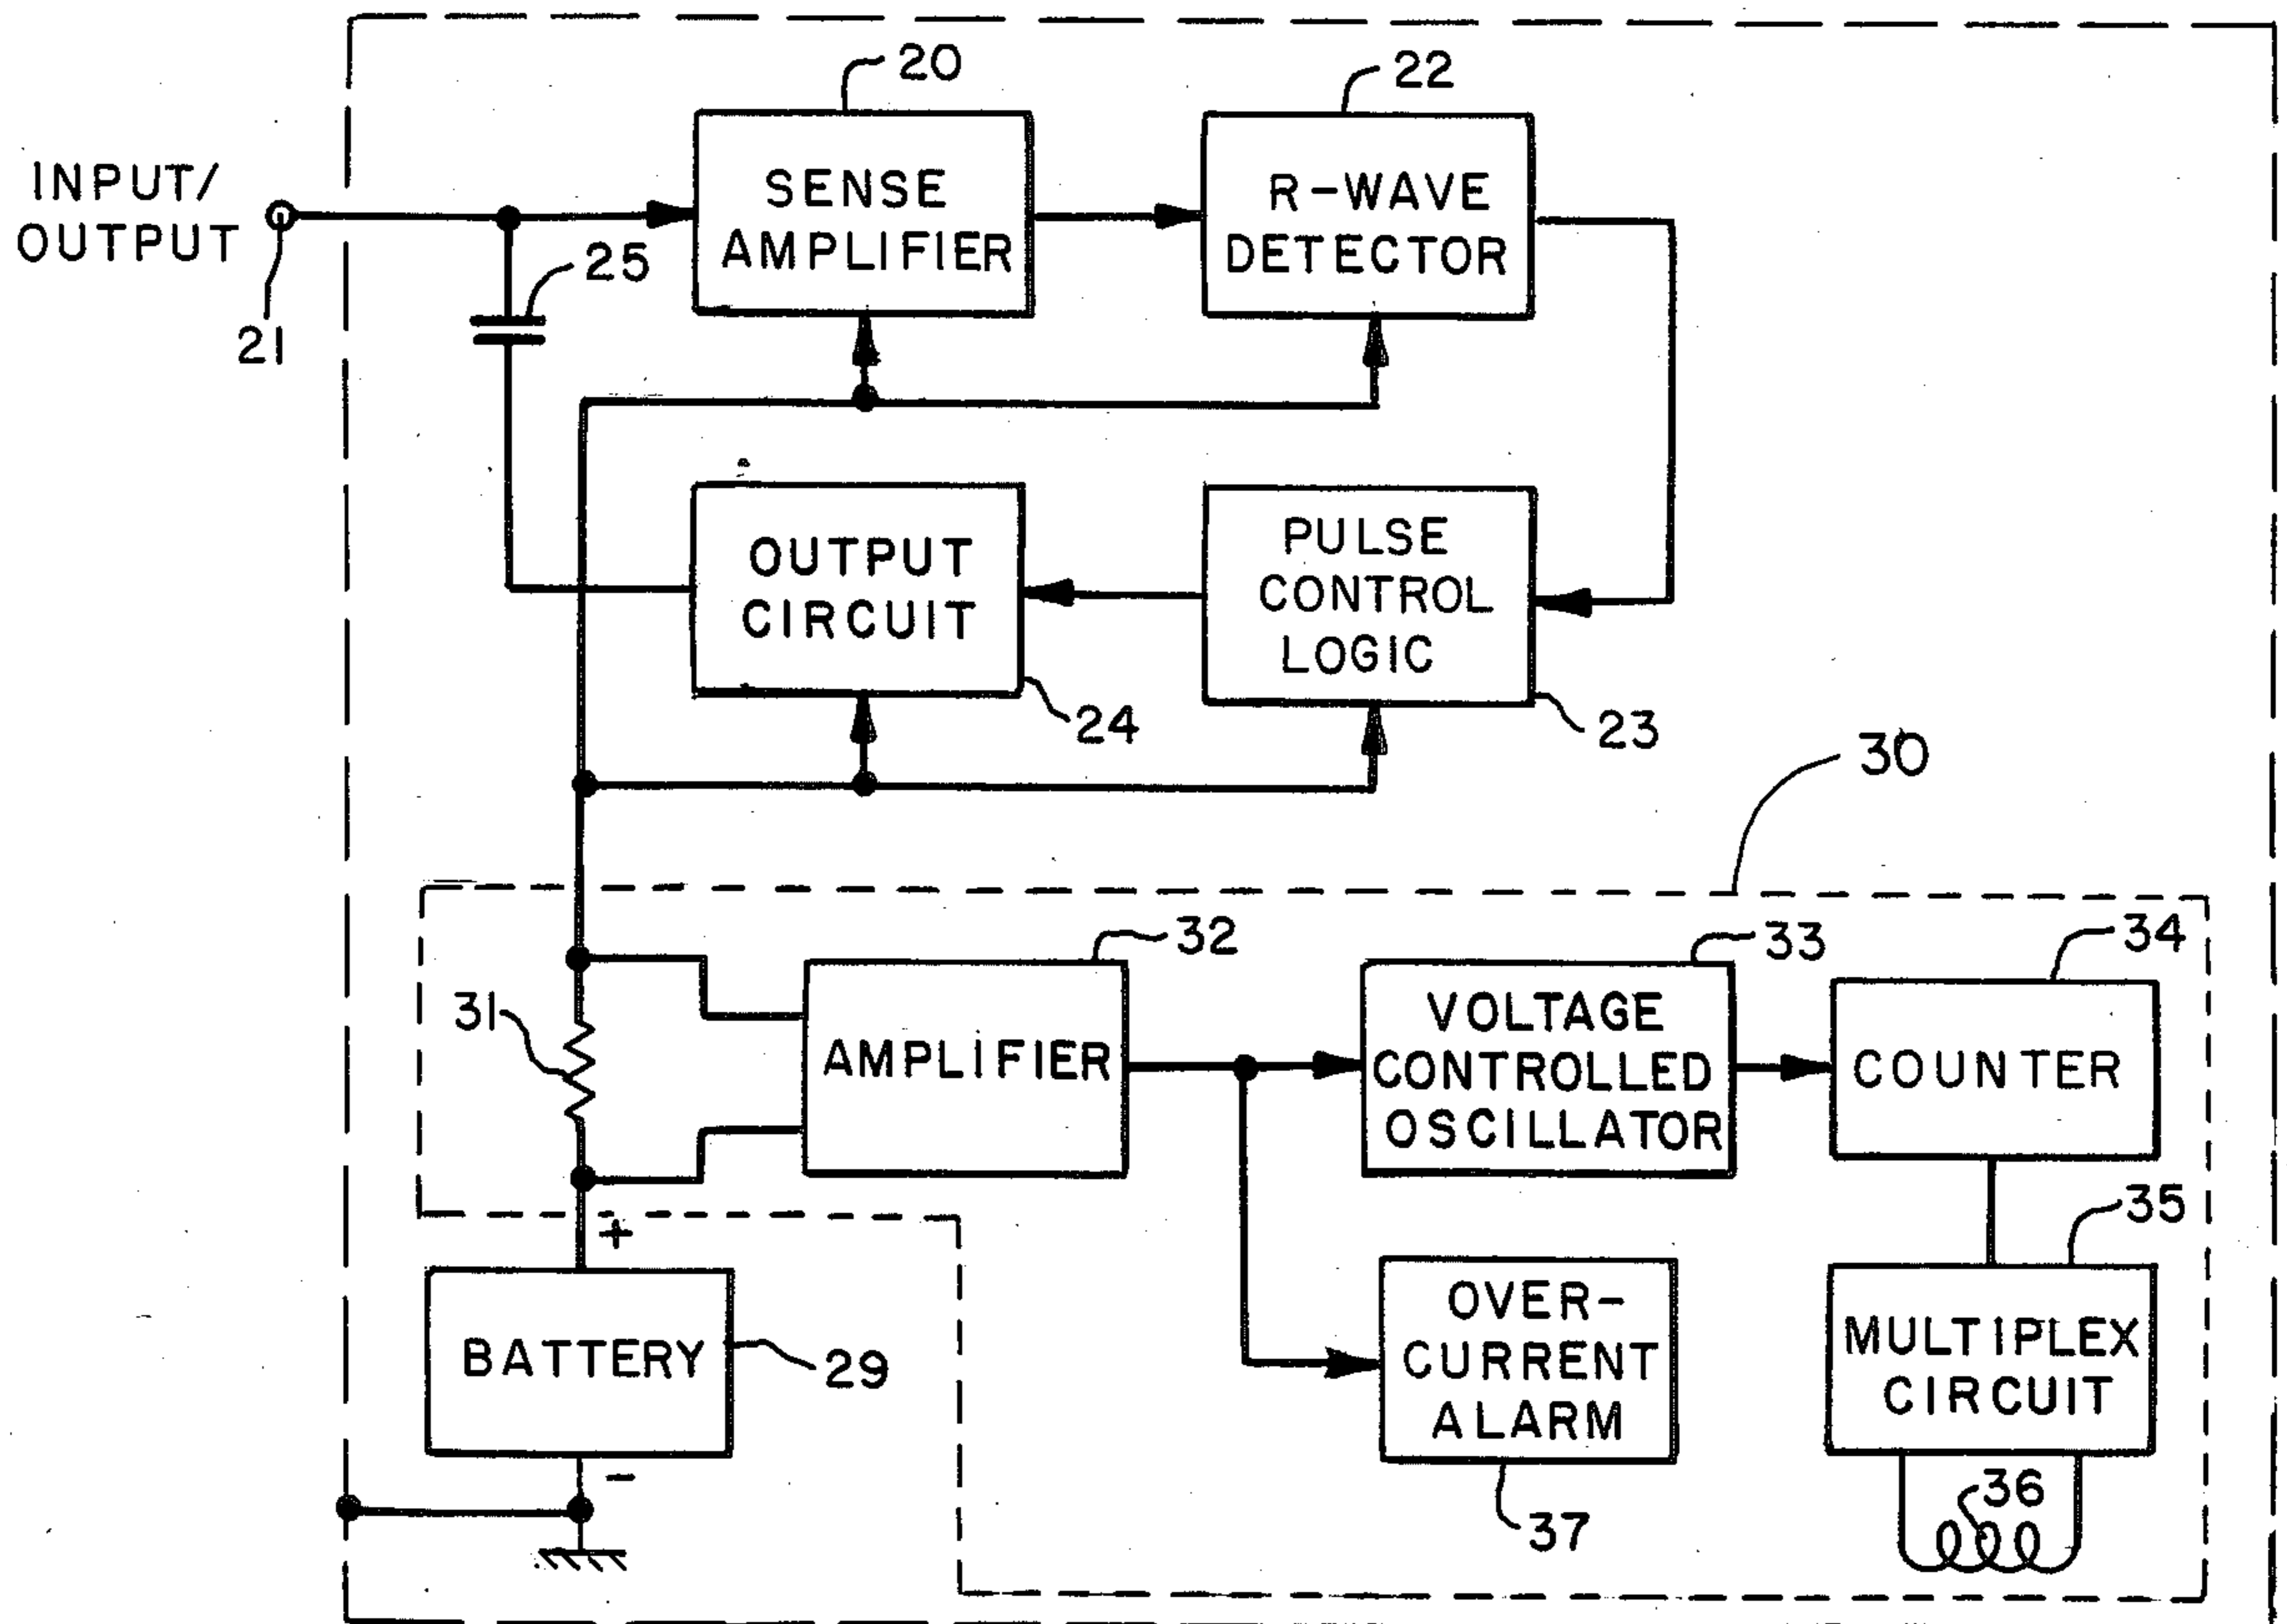 20
22
INPUT/
OUTPUT
21
SENSE
AMPLIFIER
R-WAVE
DETECTOR
25
OUTPUT
CIRCUIT
24
PULSE
CONTROL
LOGIC
23
30
31
32
AMPLIFIER
33
VOLTAGE
CONTROLLED
OSCILLATOR
34
COUNTER
35
MULTIPLEX
CIRCUIT
36
+
BATTERY
29
-
OVER-
CURRENT
ALARM
37